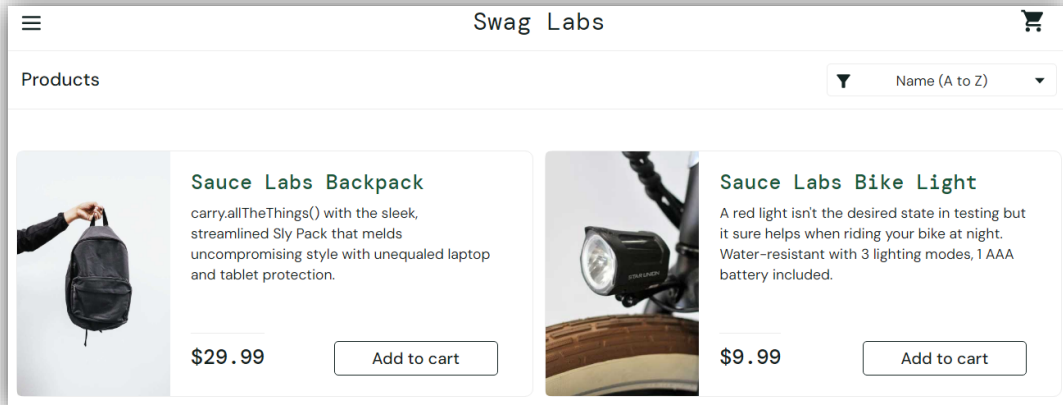 Swag Labs
Products
Name (A to Z)
Sauce Labs Backpack
carry.allTheThings() with the sleek,
streamlined Sly Pack that melds
uncompromising style with unequaled laptop
and tablet protection.
$29.99
Add to cart
STAR UNION
Sauce Labs Bike Light
A red light isn't the desired state in testing but
it sure helps when riding your bike at night.
Water-resistant with 3 lighting modes, 1 AAA
battery included.
$9.99
Add to cart